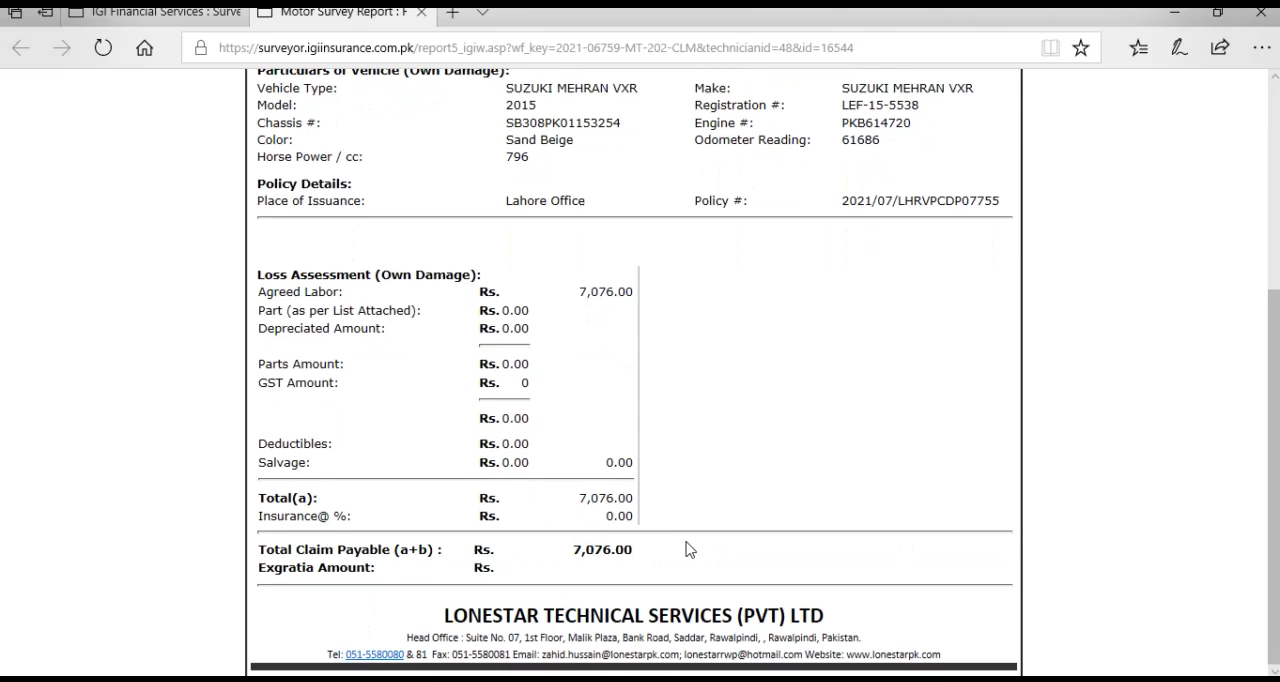 IGI Financial Services : Surve
Motor Survey Report : F
https://surveyor.igiinsurance.com.pk/report5_igiw.asp?wf_key=2021-06759-MT-202-CLM&technicianid=48&id=16544
Particulars of Vehicle (Own Damage):
Vehicle Type: SUZUKI MEHRAN VXR Make: SUZUKI MEHRAN VXR
Model: 2015 Registration #: LEF-15-5538
Chassis #: SB308PK01153254 Engine #: PKB614720
Color: Sand Beige Odometer Reading: 61686
Horse Power / cc: 796
Policy Details:
Place of Issuance: Lahore Office Policy #: 2021/07/LHRVPCDP07755
Loss Assessment (Own Damage):
Agreed Labor: Rs. 7,076.00
Part (as per List Attached): Rs. 0.00
Depreciated Amount: Rs. 0.00
Parts Amount: Rs. 0.00
GST Amount: Rs. 0
Rs. 0.00
Deductibles: Rs. 0.00
Salvage: Rs. 0.00 0.00
Total(a): Rs. 7,076.00
Insurance@ %: Rs. 0.00
Total Claim Payable (a+b) : Rs. 7,076.00
Exgratia Amount: Rs.
LONESTAR TECHNICAL SERVICES (PVT) LTD
Head Office : Suite No. 07, 1st Floor, Malik Plaza, Bank Road, Saddar, Rawalpindi, , Rawalpindi, Pakistan.
Tel: 051-5580080 & 81 Fax: 051-5580081 Email: zahid.hussain@lonestarpk.com; lonestarrwp@hotmail.com Website: www.lonestarpk.com